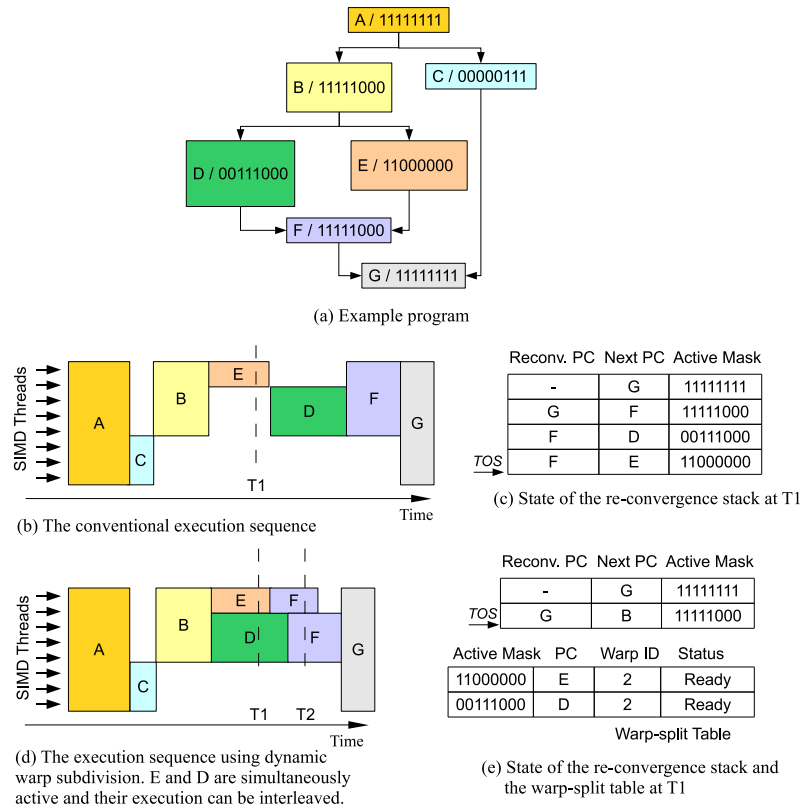 A / 11111111
C / 00000111
B / 11111000
D / 00111000
E / 11000000
F / 11111000
G / 11111111
(a) Example program
SIMD Threads
A
C
B
E
D
F
G
T1
Time
(b) The conventional execution sequence
Reconv. PC Next PC Active Mask
- G 11111111
G F 11111000
F D 00111000
TOS F E 11000000
(c) State of the re-convergence stack at T1
SIMD Threads
A
C
B
E
F
D
F
G
T1 T2
Time
(d) The execution sequence using dynamic
warp subdivision. E and D are simultaneously
active and their execution can be interleaved.
Reconv. PC Next PC Active Mask
- G 11111111
TOS G B 11111000
Active Mask PC Warp ID Status
11000000 E 2 Ready
00111000 D 2 Ready
Warp-split Table
(e) State of the re-convergence stack and
the warp-split table at T1